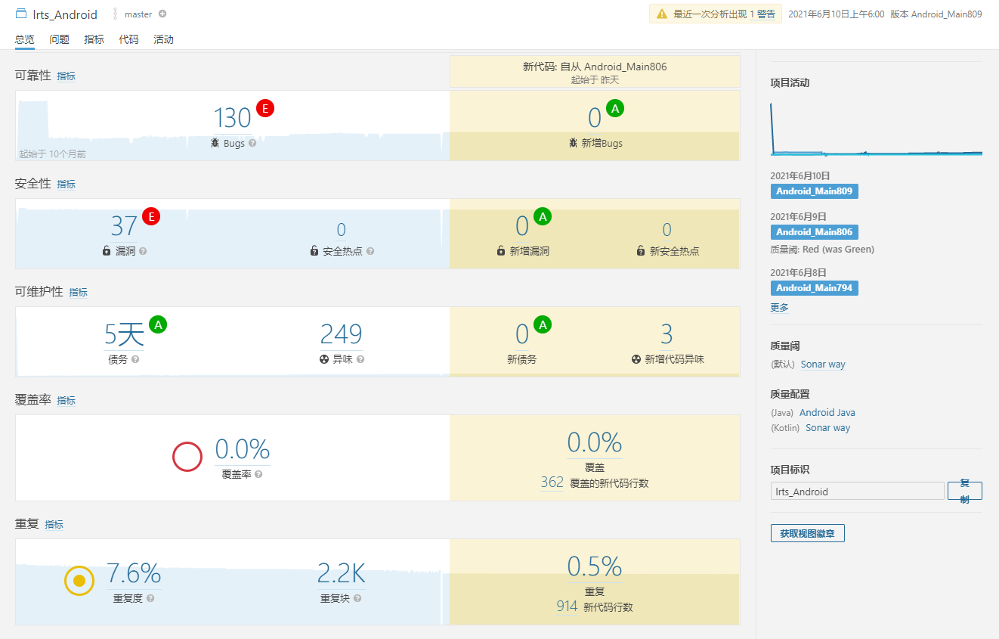 lrts_Android master
最近一次分析出现 1 警告 2021年6月10日上午6:00 版本 Android_Main809
总览 问题 指标 代码 活动
新代码: 自从 Android_Main806
起始于 昨天
可靠性 指标
130 E
Bugs
起始于 10个月前
0 A
新增Bugs
安全性 指标
37 E
漏洞
0
安全热点
0 A
新增漏洞
0
新安全热点
可维护性 指标
5天 A
债务
249
异味
0 A
新债务
3
新增代码异味
覆盖率 指标
0.0%
覆盖率
0.0%
覆盖
362 覆盖的新代码行数
重复 指标
7.6%
重复度
2.2K
重复块
0.5%
重复
914 新代码行数
项目活动
2021年6月10日
Android_Main809
2021年6月9日
Android_Main806
质量阈: Red (was Green)
2021年6月8日
Android_Main794
更多
质量阈
(默认) Sonar way
质量配置
(Java) Android Java
(Kotlin) Sonar way
项目标识
lrts_Android 复制
获取视图徽章